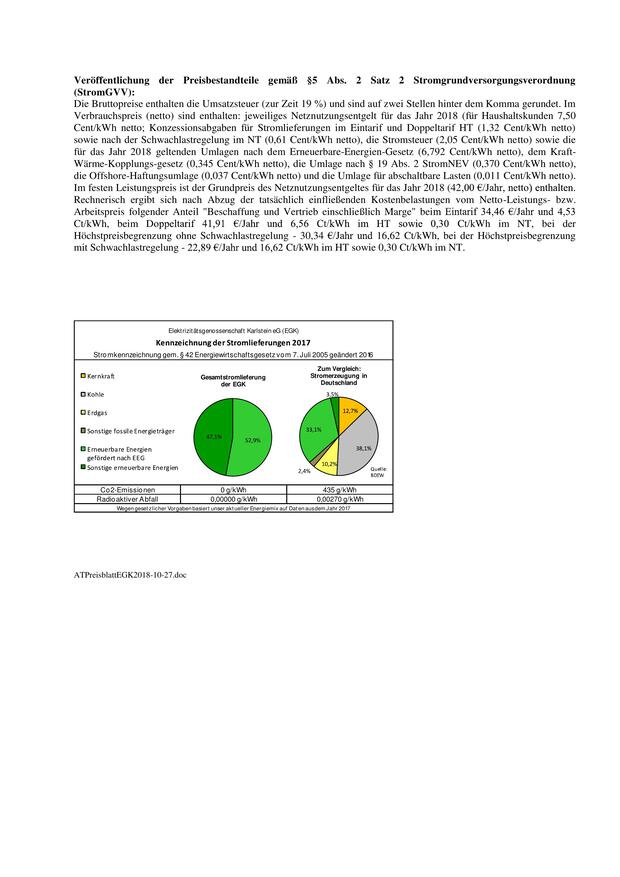 Veröffentlichung der Preisbestandteile gemäß §5 Abs. 2 Satz 2 Stromgrundversorgungsverordnung
(StromGVV):
Die Bruttopreise enthalten die Umsatzsteuer (zur Zeit 19 %) und sind auf zwei Stellen hinter dem Komma gerundet. Im
Verbrauchspreis (netto) sind enthalten: jeweiliges Netznutzungsentgelt für das Jahr 2018 (für Haushaltskunden 7,50
Cent/kWh netto; Konzessionsabgaben für Stromlieferungen im Eintarif und Doppeltarif HT (1,32 Cent/kWh netto)
sowie nach der Schwachlastregelung im NT (0,61 Cent/kWh netto), die Stromsteuer (2,05 Cent/kWh netto) sowie die
für das Jahr 2018 geltenden Umlagen nach dem Erneuerbare-Energien-Gesetz (6,792 Cent/kWh netto), dem Kraft-
Wärme-Kopplungs-gesetz (0,345 Cent/kWh netto), die Umlage nach § 19 Abs. 2 StromNEV (0,370 Cent/kWh netto),
die Offshore-Haftungsumlage (0,037 Cent/kWh netto) und die Umlage für abschaltbare Lasten (0,011 Cent/kWh netto).
Im festen Leistungspreis ist der Grundpreis des Netznutzungsentgeltes für das Jahr 2018 (42,00 €/Jahr, netto) enthalten.
Rechnerisch ergibt sich nach Abzug der tatsächlich einfließenden Kostenbelastungen vom Netto-Leistungs- bzw.
Arbeitspreis folgender Anteil "Beschaffung und Vertrieb einschließlich Marge" beim Eintarif 34,46 €/Jahr und 4,53
Ct/kWh, beim Doppeltarif 41,91 €/Jahr und 6,56 Ct/kWh im HT sowie 0,30 Ct/kWh im NT, bei der
Höchstpreisbegrenzung ohne Schwachlastregelung - 30,34 €/Jahr und 16,62 Ct/kWh, bei der Höchstpreisbegrenzung
mit Schwachlastregelung - 22,89 €/Jahr und 16,62 Ct/kWh im HT sowie 0,30 Ct/kWh im NT.
Elektrizitätsgenossenschaft Karlstein eG (EGK)
Kennzeichnung der Stromlieferungen 2017
Stromkennzeichnung gem. § 42 Energiewirtschaftsgesetz vom 7. Juli 2005 geändert 2016
Kernkraft
Kohle
Erdgas
Sonstige fossile Energieträger
Erneuerbare Energien
gefördert nach EEG
Sonstige erneuerbare Energien
Gesamtstromlieferung
der EGK
47,1%
52,9%
Zum Vergleich:
Stromerzeugung in
Deutschland
3,5%
12,7%
33,1%
38,1%
10,2%
2,4%
Quelle:
BDEW
Co2-Emissionen 0 g/kWh 435 g/kWh
Radioaktiver Abfall 0,00000 g/kWh 0,00270 g/kWh
Wegen gesetzlicher Vorgaben basiert unser aktueller Energiemix auf Daten aus dem Jahr 2017
ATPreisblattEGK2018-10-27.doc